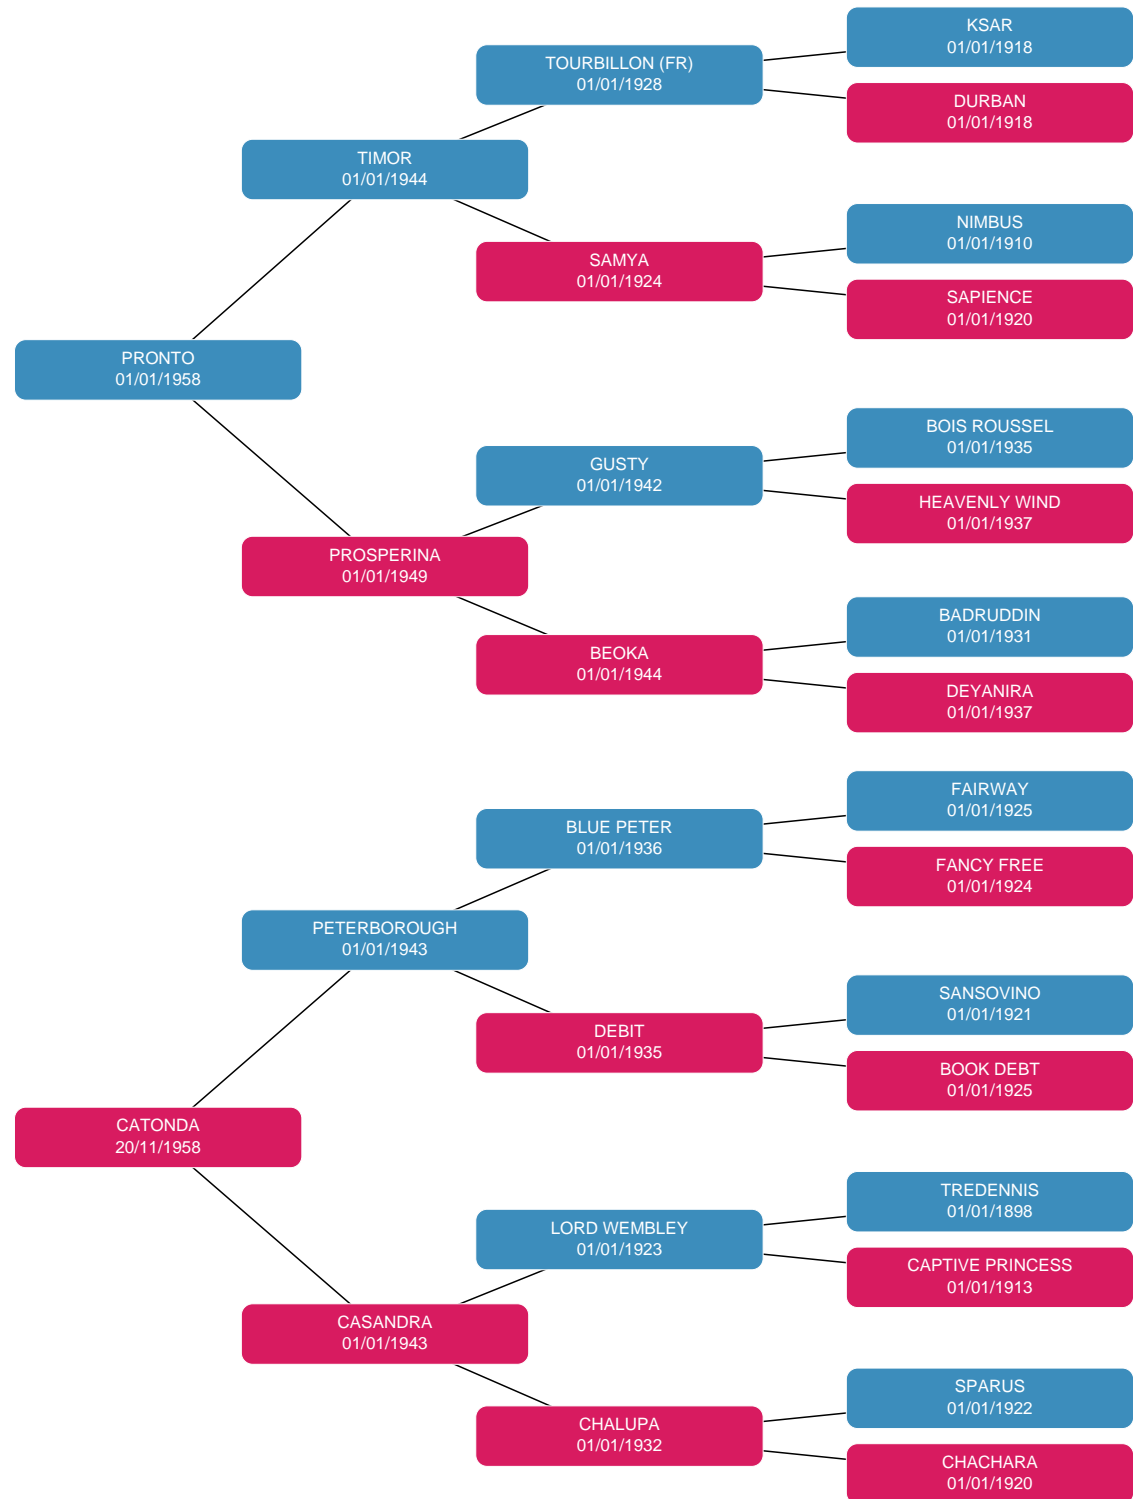 KSAR
01/01/1918
TOURBILLON (FR)
01/01/1928
DURBAN
01/01/1918
TIMOR
01/01/1944
NIMBUS
01/01/1910
SAMYA
01/01/1924
SAPIENCE
01/01/1920
PRONTO
01/01/1958
BOIS ROUSSEL
01/01/1935
GUSTY
01/01/1942
HEAVENLY WIND
01/01/1937
PROSPERINA
01/01/1949
BADRUDDIN
01/01/1931
BEOKA
01/01/1944
DEYANIRA
01/01/1937
FAIRWAY
01/01/1925
BLUE PETER
01/01/1936
FANCY FREE
01/01/1924
PETERBOROUGH
01/01/1943
SANSOVINO
01/01/1921
DEBIT
01/01/1935
BOOK DEBT
01/01/1925
CATONDA
20/11/1958
TREDENNIS
01/01/1898
LORD WEMBLEY
01/01/1923
CAPTIVE PRINCESS
01/01/1913
CASANDRA
01/01/1943
SPARUS
01/01/1922
CHALUPA
01/01/1932
CHACHARA
01/01/1920